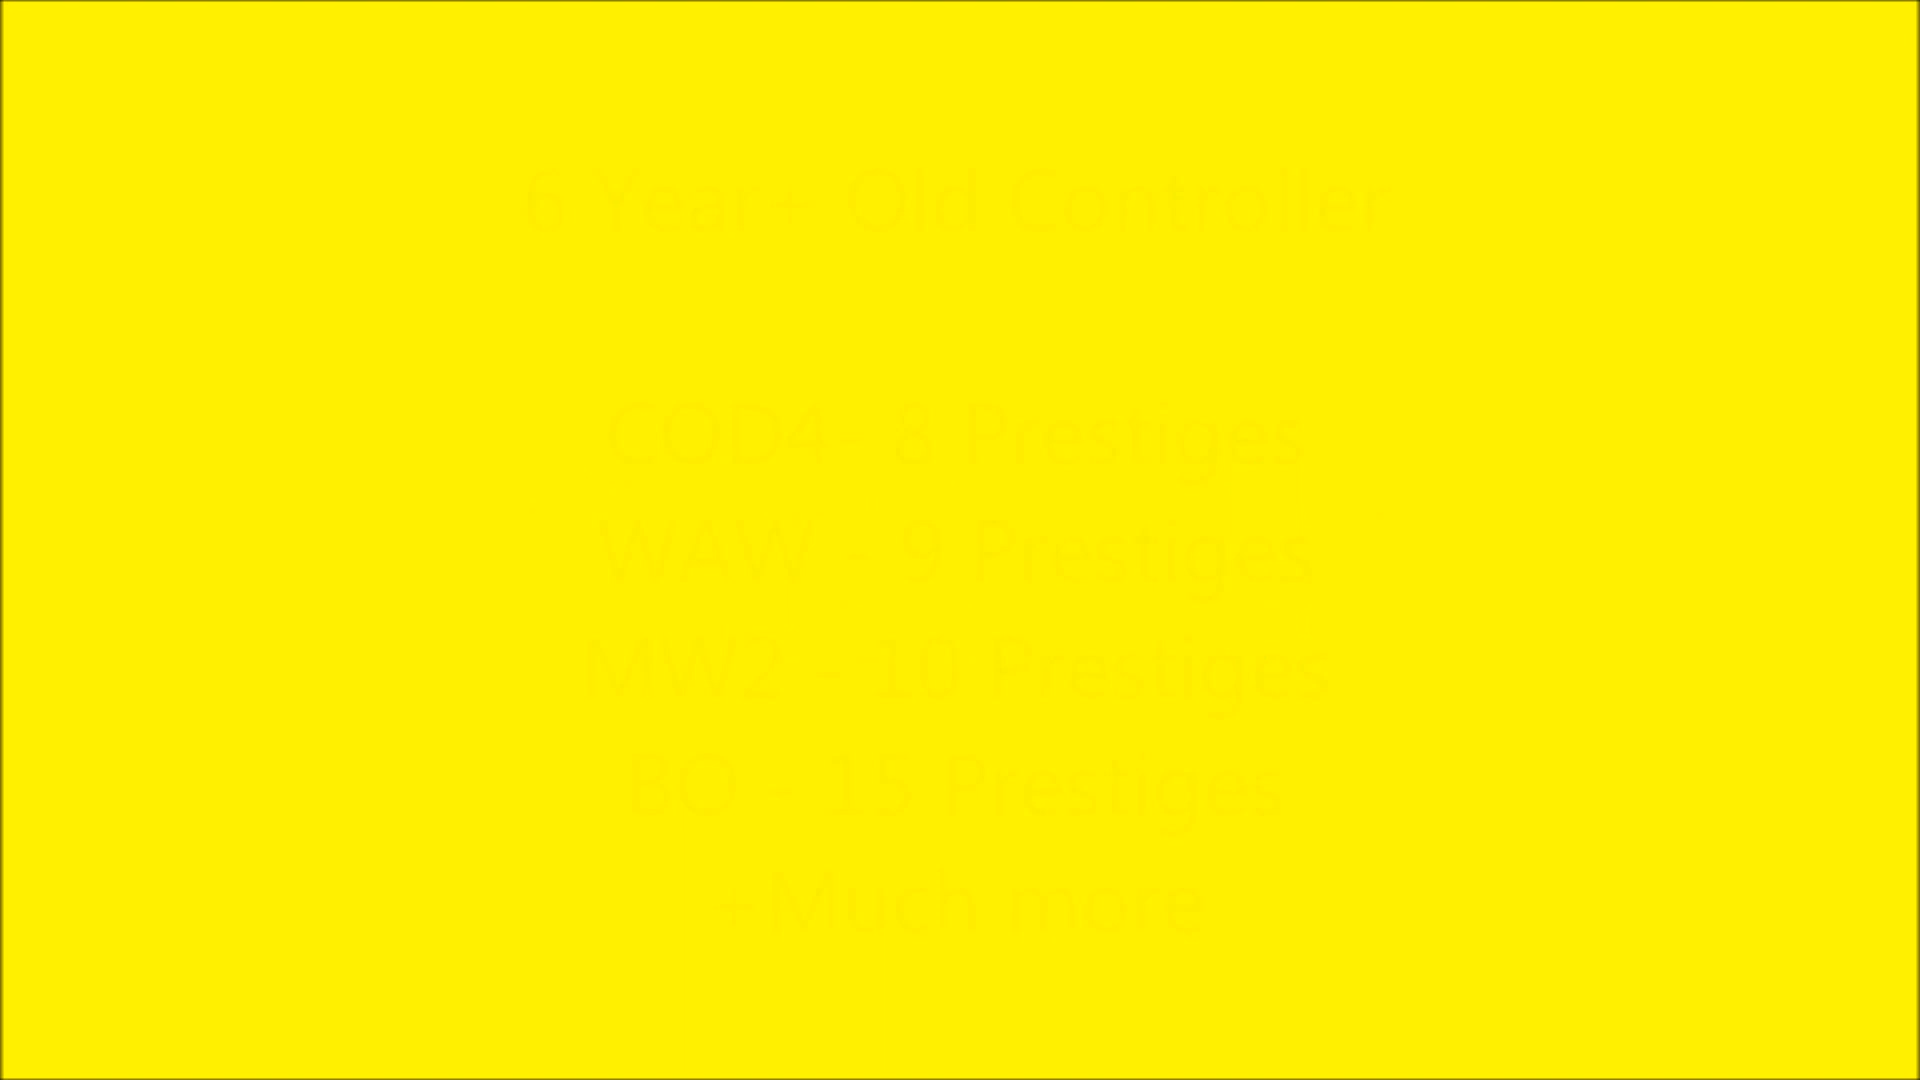 6 Year+ Old Controller
COD4- 8 Prestiges
WAW - 9 Prestiges
MW2 - 10 Prestiges
BO - 15 Prestiges
+Much more